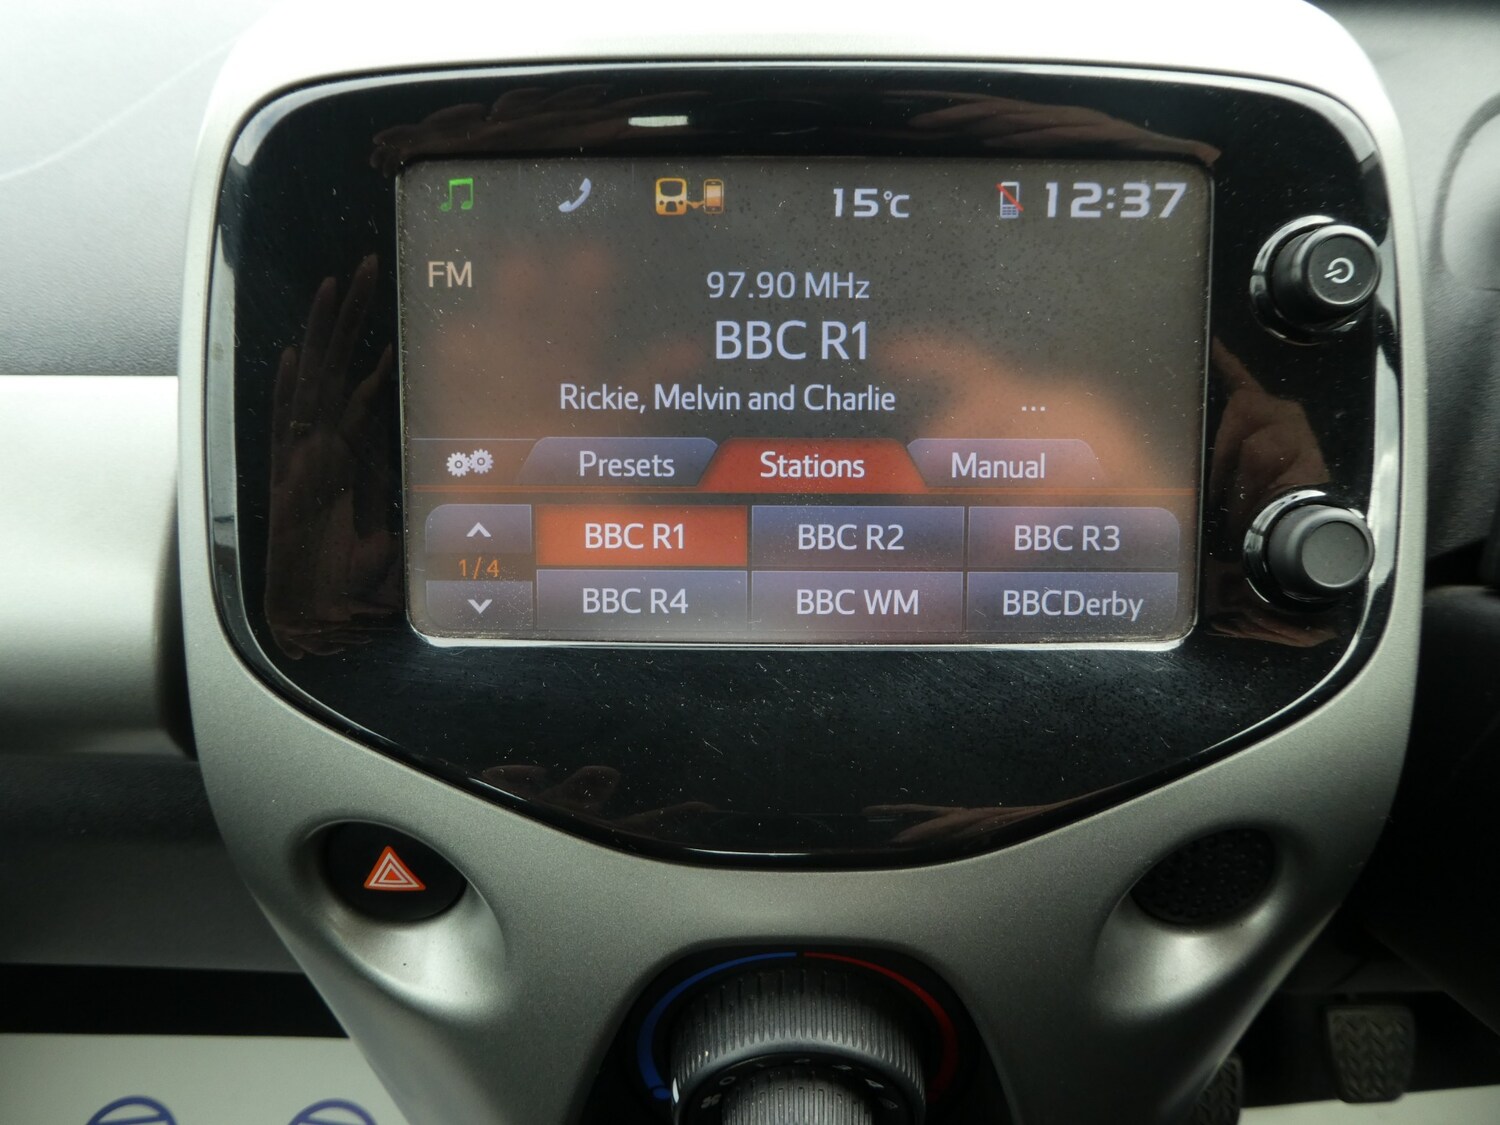 15°C 12:37
FM
97.90 MHz
BBC R1
Rickie, Melvin and Charlie ...
Presets Stations Manual
BBC R1 BBC R2 BBC R3
1/4
BBC R4 BBC WM BBCDerby